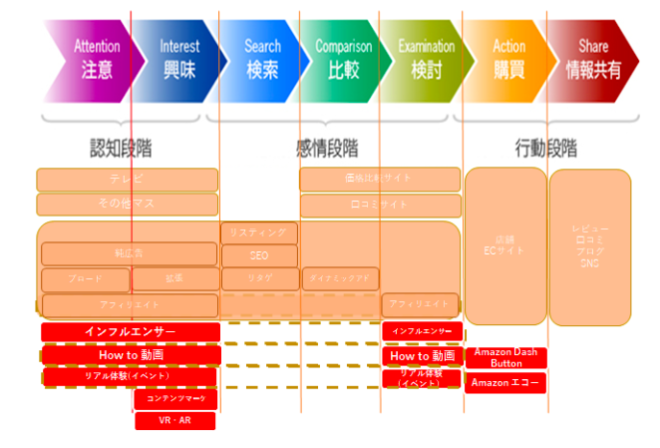 Attention
注意
Interest
興味
Search
検索
Comparison
比較
Examination
検討
Action
購買
Share
情報共有
認知段階
感情段階
行動段階
テレビ
価格比較サイト
その他マス
口コミサイト
店舗
ECサイト
レビュー
口コミ
ブログ
SNS
リスティング
純広告
SEO
ブロード
拡張
リタゲ
ダイナミックアド
アフィリエイト
アフィリエイト
インフルエンサー
インフルエンサー
How to 動画
How to 動画
Amazon Dash
Button
リアル体験(イベント)
リアル体験
(イベント)
Amazon エコー
コンテンツマーケ
VR・AR